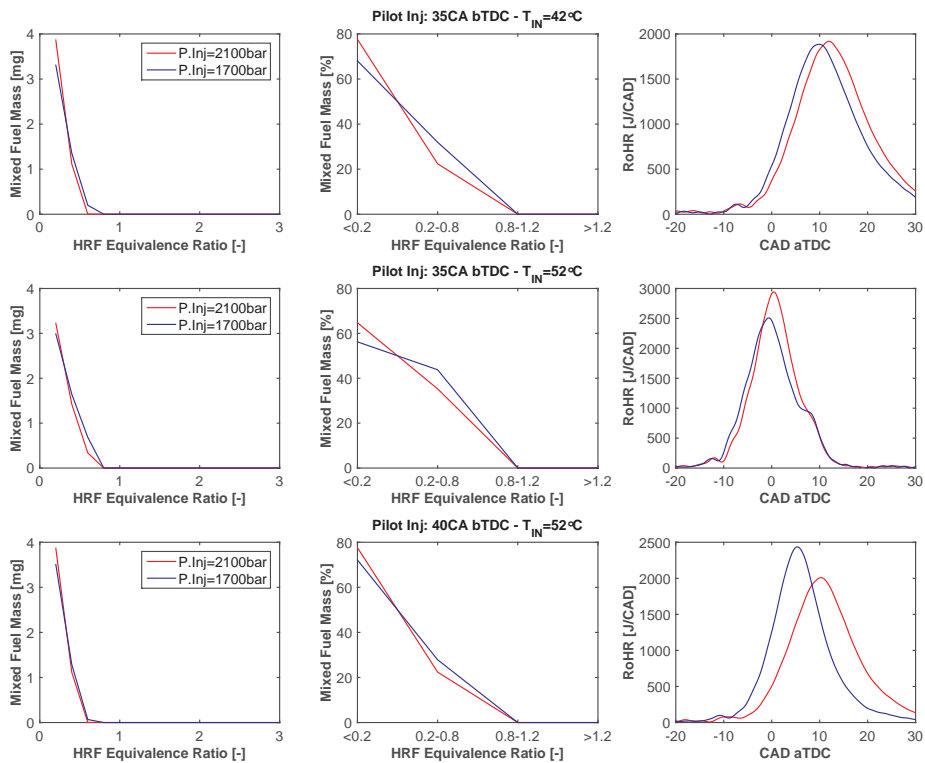 Pilot Inj: 35CA bTDC - T_IN=42°C
4
3
2
1
0
Mixed Fuel Mass [mg]
P.Inj=2100bar
P.Inj=1700bar
0 1 2 3
HRF Equivalence Ratio [-]
80
60
40
20
0
Mixed Fuel Mass [%]
<0.2 0.2-0.8 0.8-1.2 >1.2
HRF Equivalence Ratio [-]
2000
1500
1000
500
0
RoHR [J/CAD]
-20 -10 0 10 20 30
CAD aTDC
Pilot Inj: 35CA bTDC - T_IN=52°C
4
3
2
1
0
Mixed Fuel Mass [mg]
P.Inj=2100bar
P.Inj=1700bar
0 1 2 3
HRF Equivalence Ratio [-]
80
60
40
20
0
Mixed Fuel Mass [%]
<0.2 0.2-0.8 0.8-1.2 >1.2
HRF Equivalence Ratio [-]
3000
2500
2000
1500
1000
500
0
RoHR [J/CAD]
-20 -10 0 10 20 30
CAD aTDC
Pilot Inj: 40CA bTDC - T_IN=52°C
4
3
2
1
0
Mixed Fuel Mass [mg]
P.Inj=2100bar
P.Inj=1700bar
0 1 2 3
HRF Equivalence Ratio [-]
80
60
40
20
0
Mixed Fuel Mass [%]
<0.2 0.2-0.8 0.8-1.2 >1.2
HRF Equivalence Ratio [-]
2500
2000
1500
1000
500
0
RoHR [J/CAD]
-20 -10 0 10 20 30
CAD aTDC